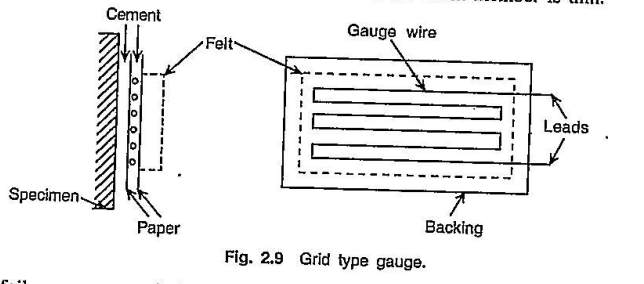 Cement
Felt
Gauge wire
Leads
Specimen
Paper
Backing
Fig. 2.9 Grid type gauge.